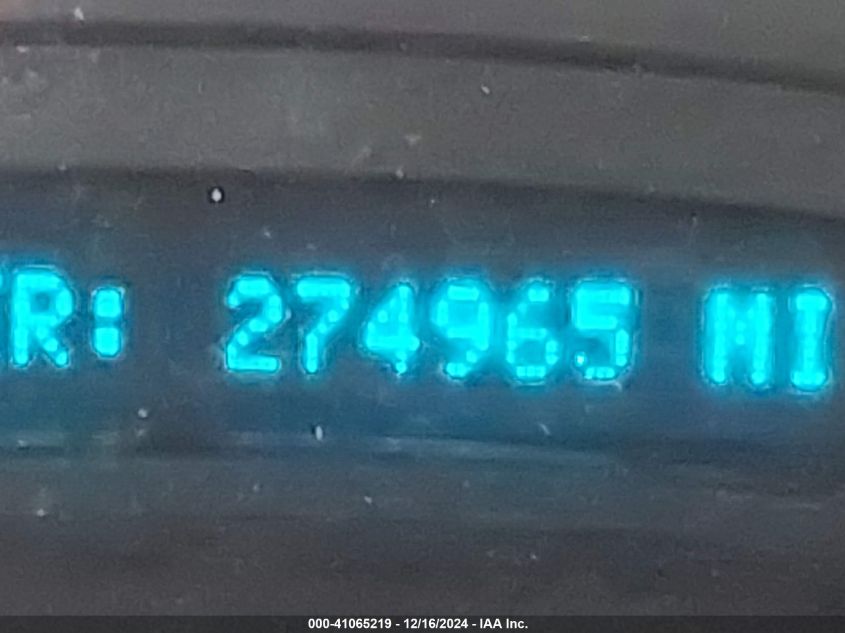 R: 274965 MI
000-41065219 - 12/16/2024 - IAA Inc.